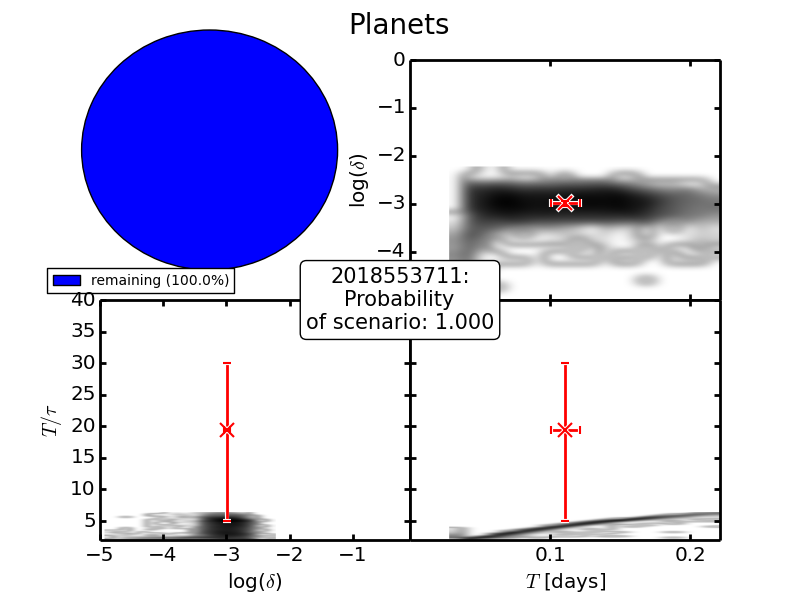 Planets
0
−1
−2
−3
−4
log(δ)
remaining (100.0%)
2018553711:
Probability
of scenario: 1.000
40
35
30
25
20
15
10
5
T/τ
−5 −4 −3 −2 −1
log(δ)
0.1 0.2
T [days]